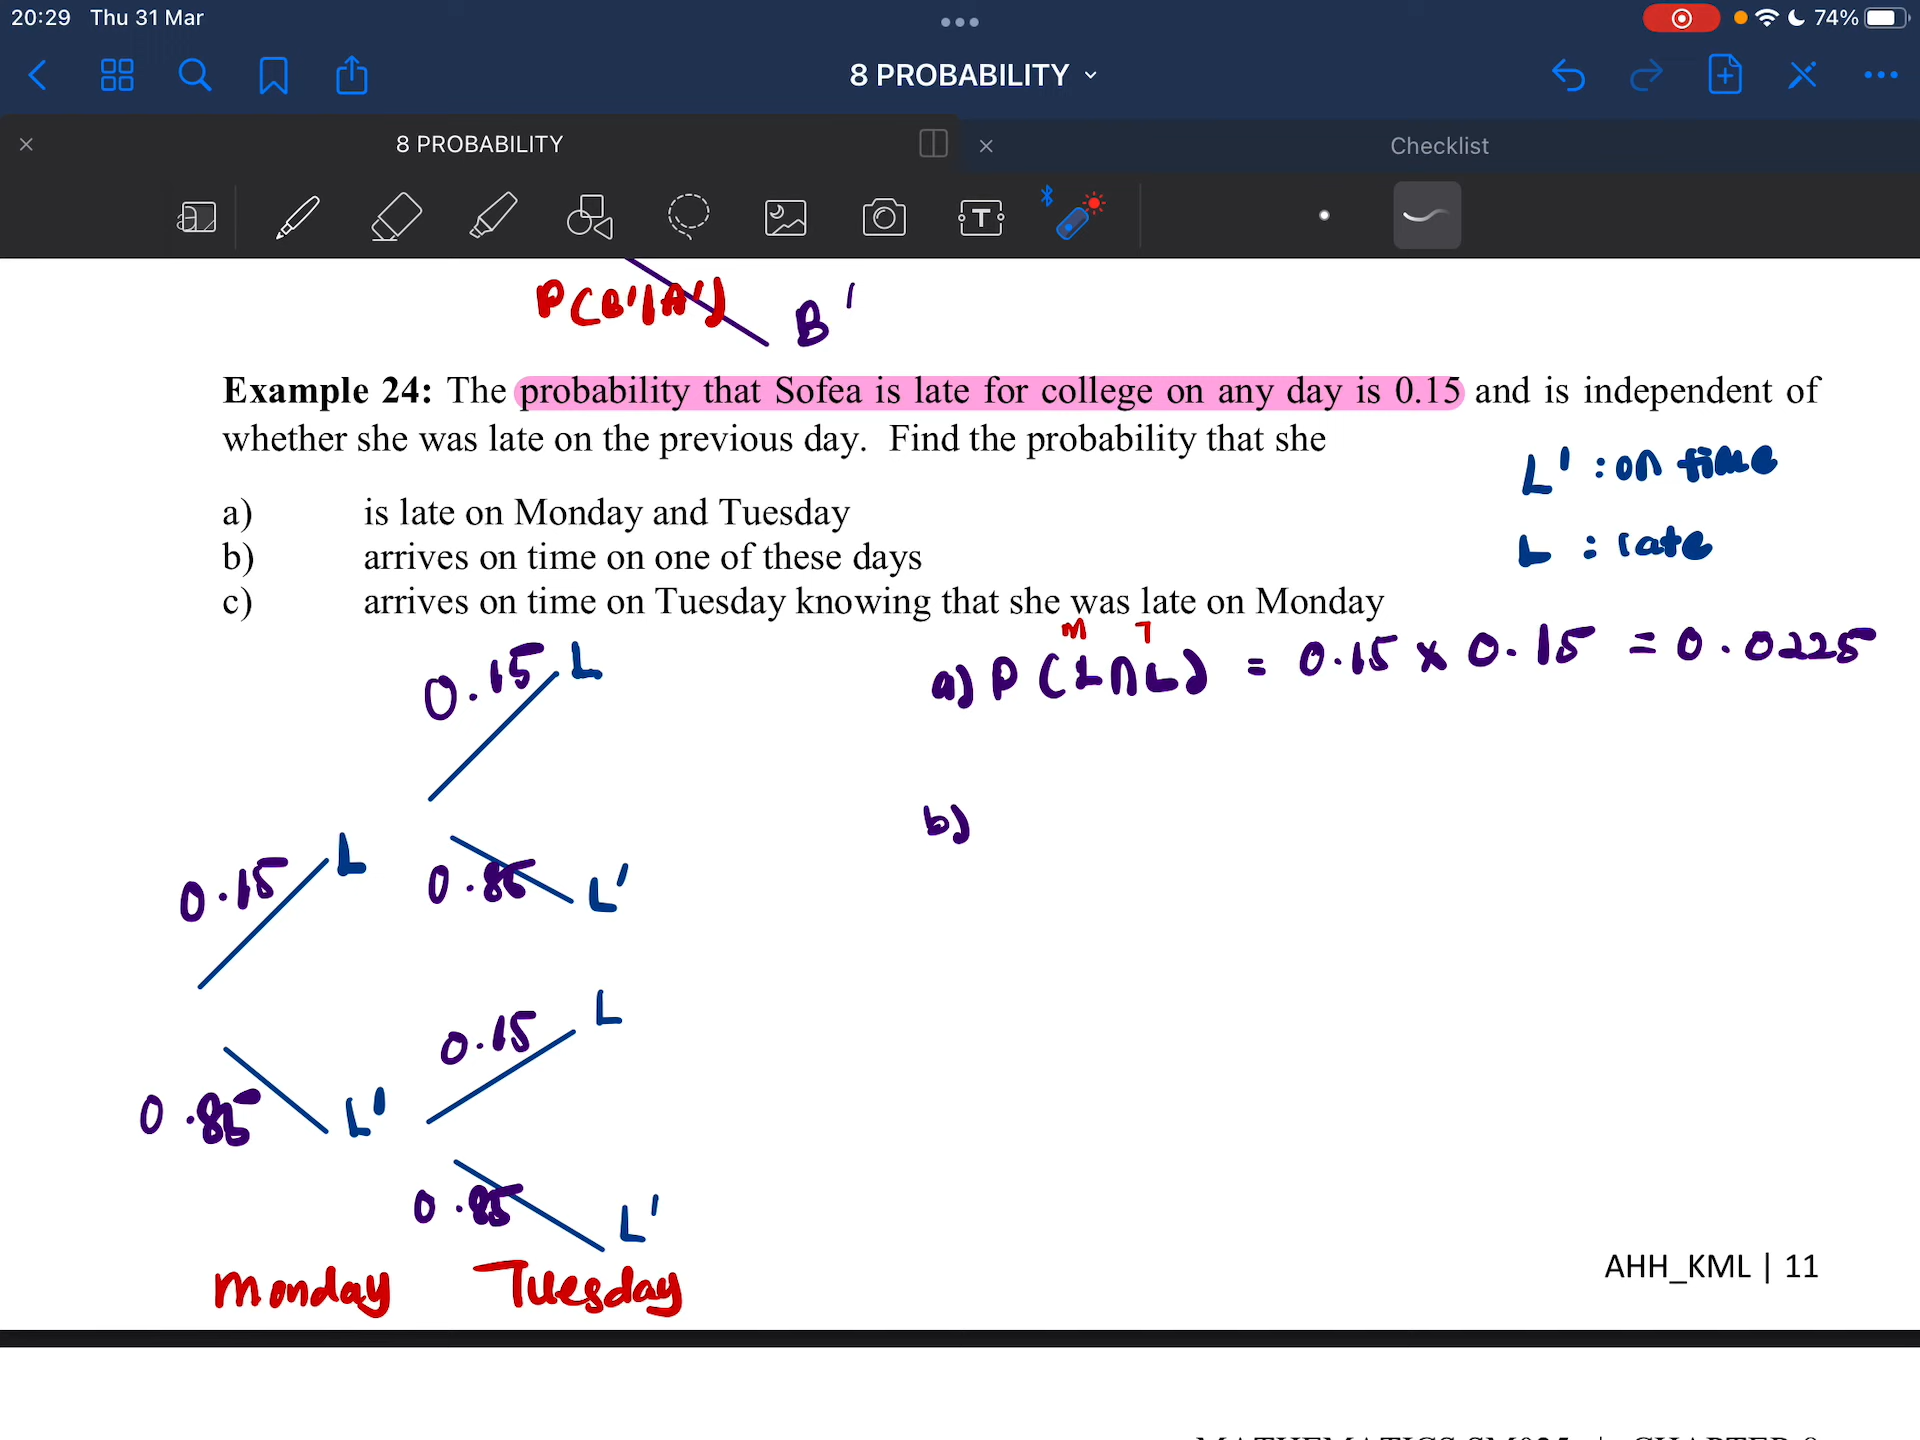 20:29 Thu 31 Mar
74%
8 PROBABILITY
8 PROBABILITY
Checklist
P(B'|A')
B'
Example 24: The probability that Sofea is late for college on any day is 0.15 and is independent of
whether she was late on the previous day. Find the probability that she
L' : on time
a) is late on Monday and Tuesday
L : late
b) arrives on time on one of these days
c) arrives on time on Tuesday knowing that she was late on Monday
M T
a) P(L∩L) = 0.15 x 0.15 = 0.0225
0.15 L
b)
0.15 L
0.85 L'
0.15 L
0.85 L'
0.85 L'
Monday Tuesday
AHH_KML | 11